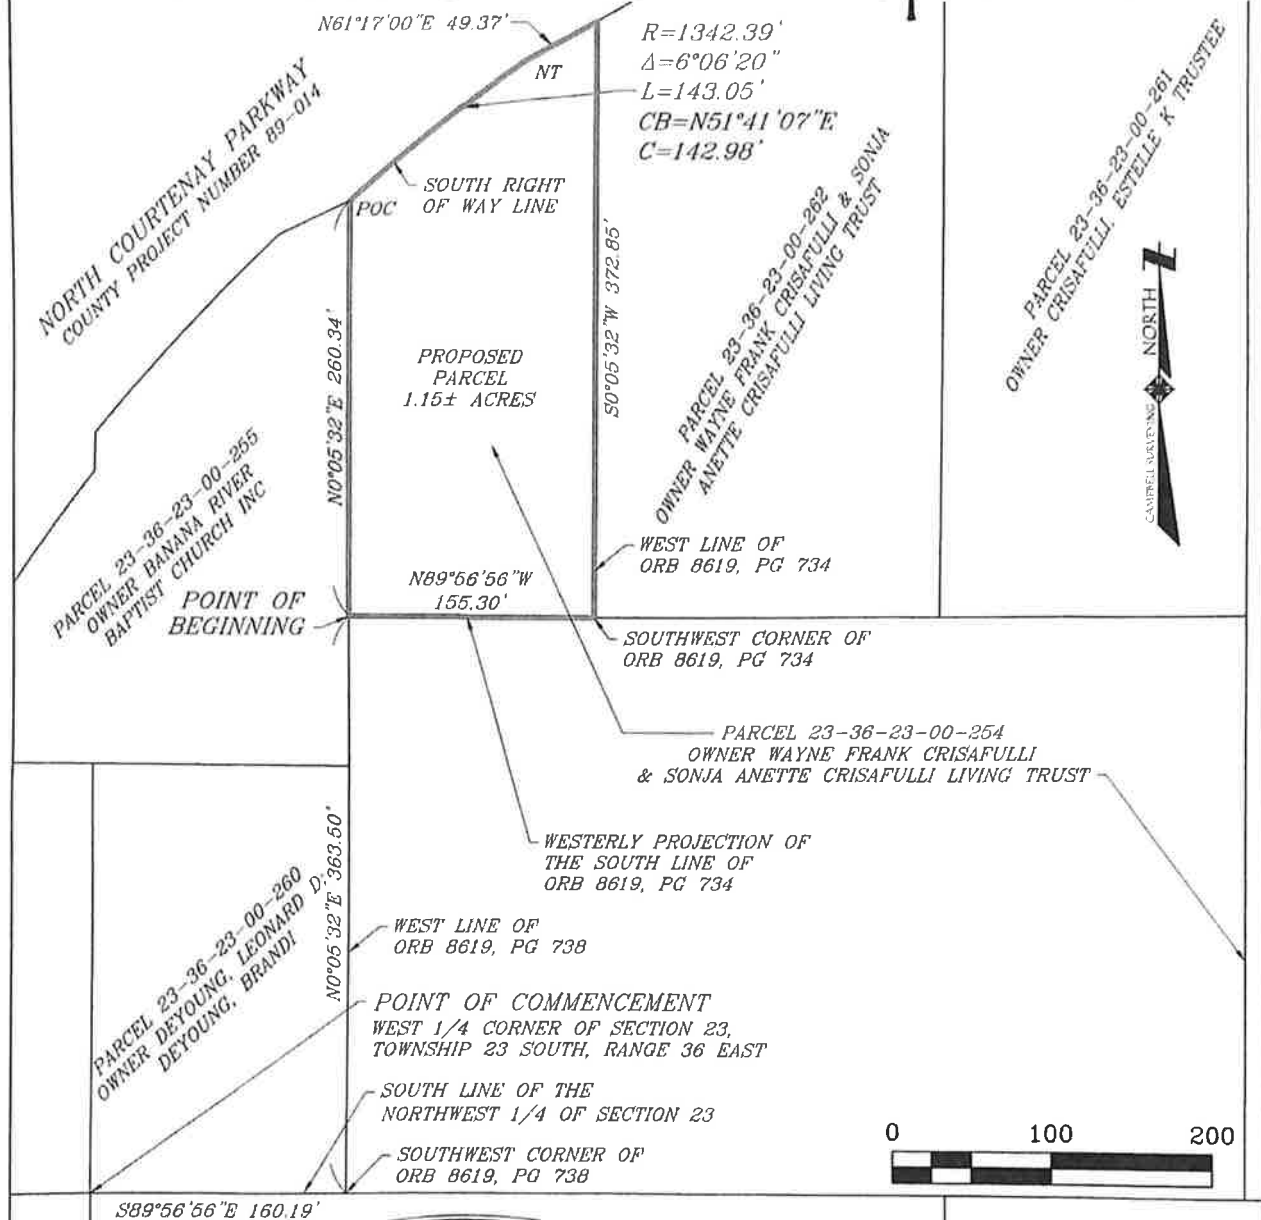 N61°17'00"E 49.37'
R=1342.39'
Δ=6°06'20"
L=143.05'
CB=N51°41'07"E
C=142.98'
NT
NORTH COURTENAY PARKWAY
COUNTY PROJECT NUMBER 89-014
SOUTH RIGHT
OF WAY LINE
POC
PARCEL 23-36-23-00-262
OWNER WAYNE FRANK CRISAFULLI & SONJA
ANETTE CRISAFULLI LIVING TRUST
PARCEL 23-36-23-00-261
OWNER CRISAFULLI, ESTELLE K TRUSTEE
NORTH
CAMPBELL SURVEYING
N0°05'32"E 260.34'
PROPOSED
PARCEL
1.15± ACRES
S0°05'32"W 372.85'
PARCEL 23-36-23-00-255
OWNER BANANA RIVER
BAPTIST CHURCH INC
WEST LINE OF
ORB 8619, PG 734
N89°56'56"W
155.30'
POINT OF
BEGINNING
SOUTHWEST CORNER OF
ORB 8619, PG 734
PARCEL 23-36-23-00-254
OWNER WAYNE FRANK CRISAFULLI
& SONJA ANETTE CRISAFULLI LIVING TRUST
WESTERLY PROJECTION OF
THE SOUTH LINE OF
ORB 8619, PG 734
PARCEL 23-36-23-00-260
OWNER DEYOUNG, LEONARD D;
DEYOUNG, BRANDI
N0°05'32"E 363.50'
WEST LINE OF
ORB 8619, PG 738
POINT OF COMMENCEMENT
WEST 1/4 CORNER OF SECTION 23,
TOWNSHIP 23 SOUTH, RANGE 36 EAST
SOUTH LINE OF THE
NORTHWEST 1/4 OF SECTION 23
SOUTHWEST CORNER OF
ORB 8619, PG 738
0 100 200
S89°56'56"E 160.19'